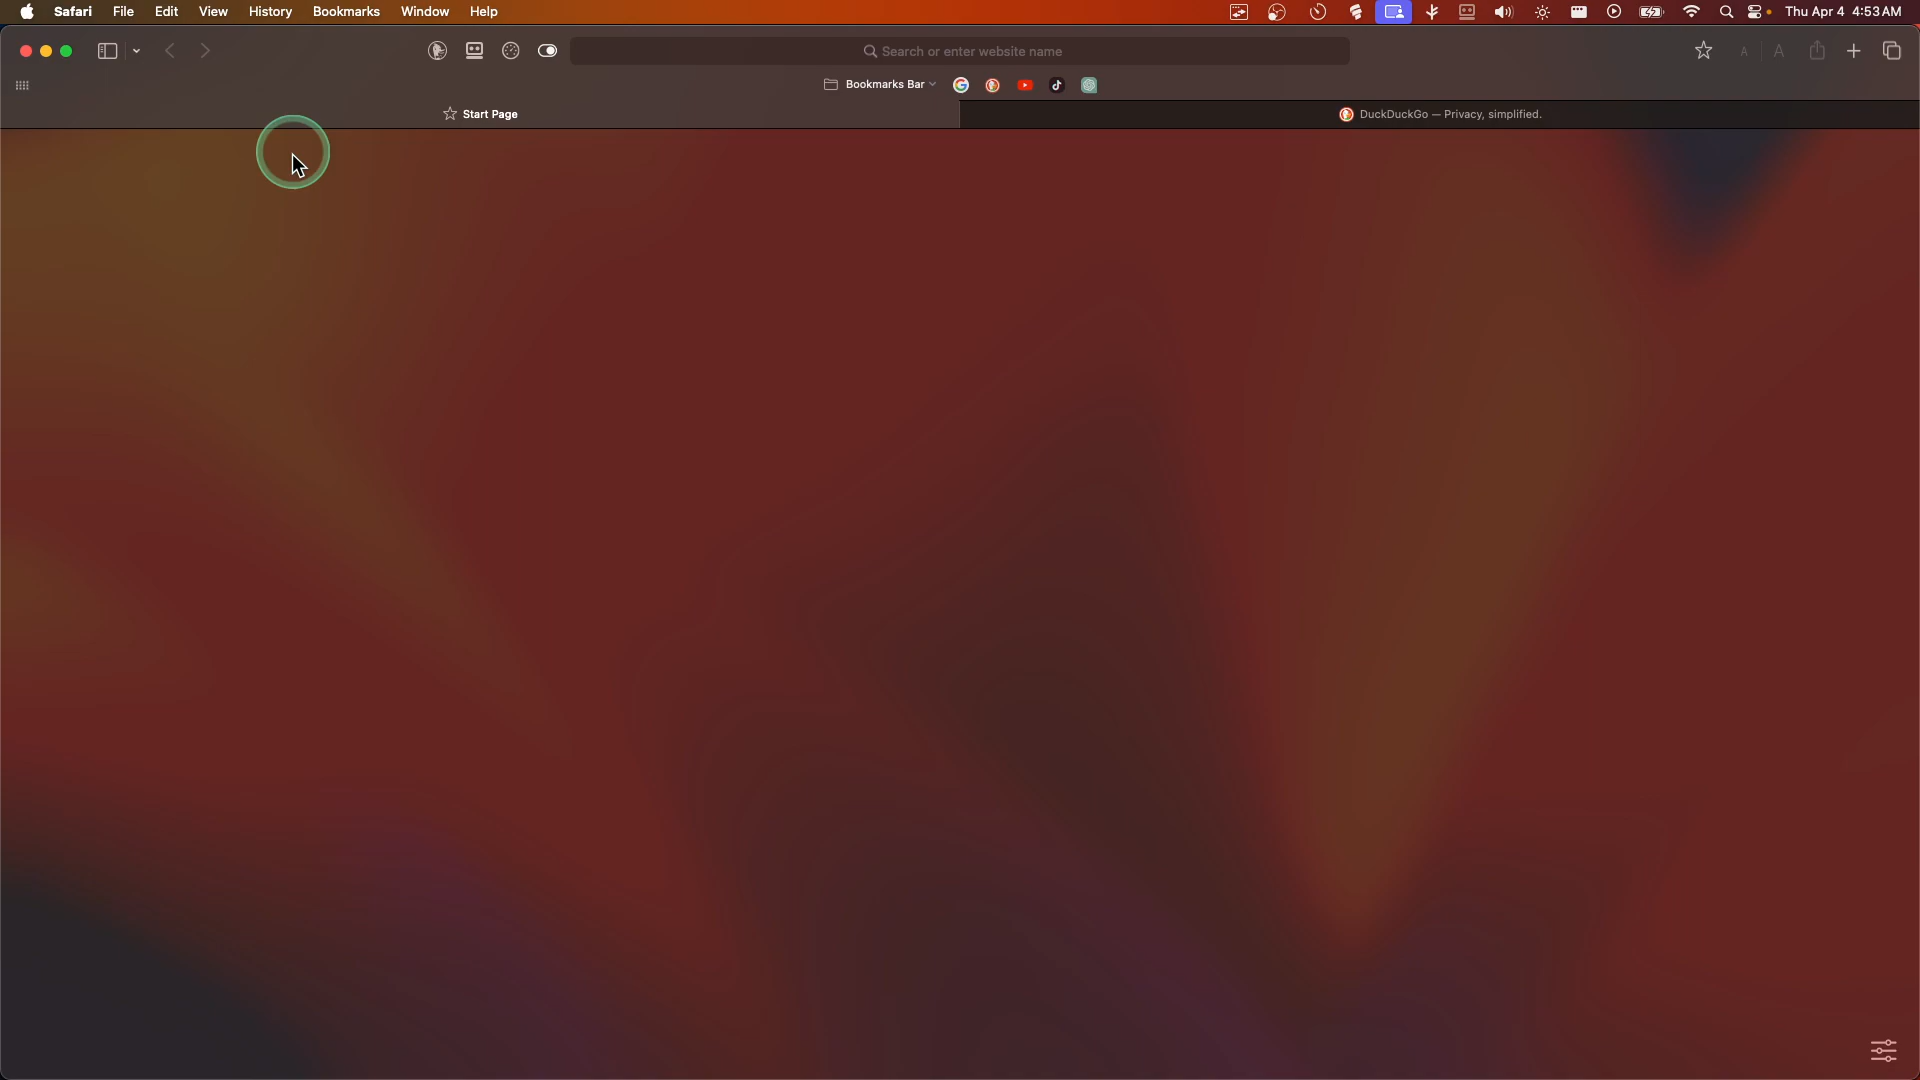 Safari File Edit View History Bookmarks Window Help Thu Apr 4 4:53 AM
Search or enter website name A A
Bookmarks Bar
Start Page DuckDuckGo — Privacy, simplified.